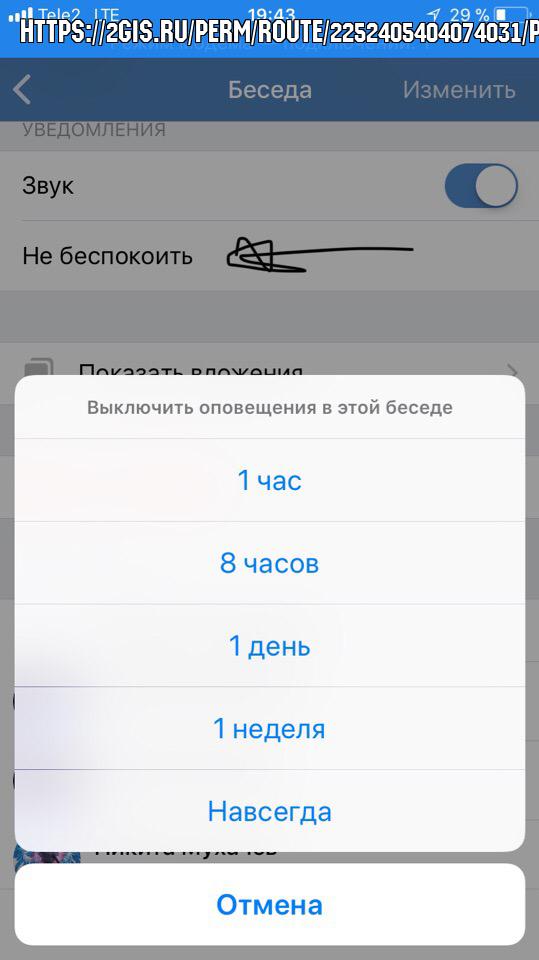 Tele2 LTE 19:43 29 %
HTTPS://2GIS.RU/PERM/ROUTE/2252405404074031/P
Беседа Изменить
УВЕДОМЛЕНИЯ
Звук
Не беспокоить
Показать вложения
Выключить оповещения в этой беседе
1 час
8 часов
1 день
1 неделя
Навсегда
Никита Мухачев
Отмена